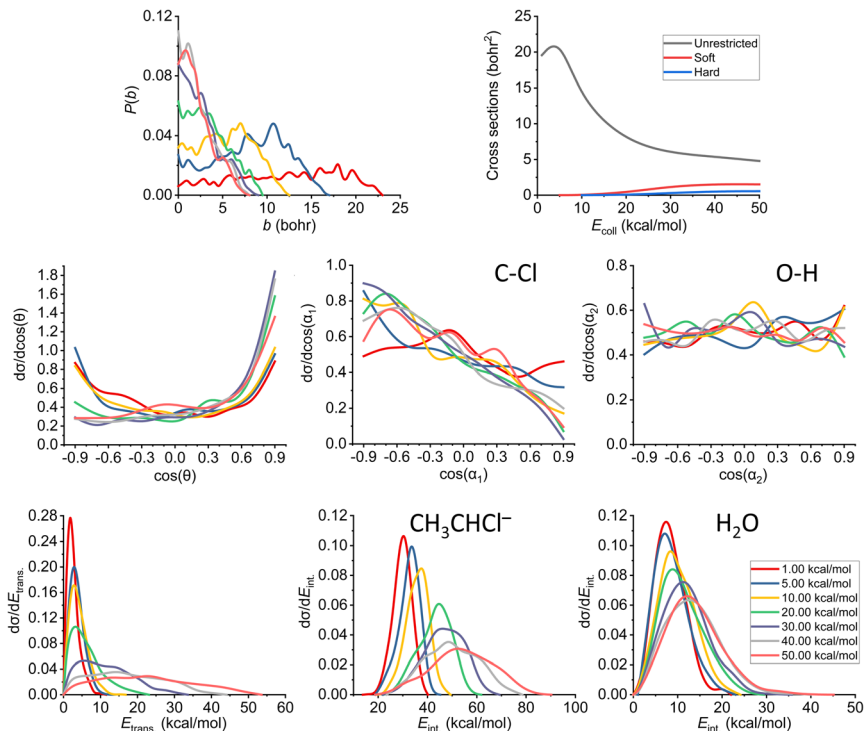 P(b)
0.12
0.08
0.04
0.00
0 5 10 15 20 25
b (bohr)
Cross sections (bohr²)
25
20
15
10
5
0
0 10 20 30 40 50
E_coll (kcal/mol)
Unrestricted
Soft
Hard
dσ/dcos(θ)
1.8
1.6
1.4
1.2
1.0
0.8
0.6
0.4
0.2
0.0
-0.9 -0.6 -0.3 0.0 0.3 0.6 0.9
cos(θ)
C-Cl
dσ/dcos(α₁)
1.0
0.8
0.6
0.4
0.2
0.0
-0.9 -0.6 -0.3 0.0 0.3 0.6 0.9
cos(α₁)
O-H
dσ/dcos(α₂)
0.8
0.6
0.4
0.2
0.0
-0.9 -0.6 -0.3 0.0 0.3 0.6 0.9
cos(α₂)
dσ/dE_trans.
0.28
0.24
0.20
0.16
0.12
0.08
0.04
0.00
0 10 20 30 40 50 60
E_trans. (kcal/mol)
CH₃CHCl⁻
dσ/dE_int.
0.12
0.10
0.08
0.06
0.04
0.02
0.00
20 40 60 80 100
E_int. (kcal/mol)
H₂O
dσ/dE_int.
0.12
0.10
0.08
0.06
0.04
0.02
0.00
0 10 20 30 40 50
E_int. (kcal/mol)
1.00 kcal/mol
5.00 kcal/mol
10.00 kcal/mol
20.00 kcal/mol
30.00 kcal/mol
40.00 kcal/mol
50.00 kcal/mol